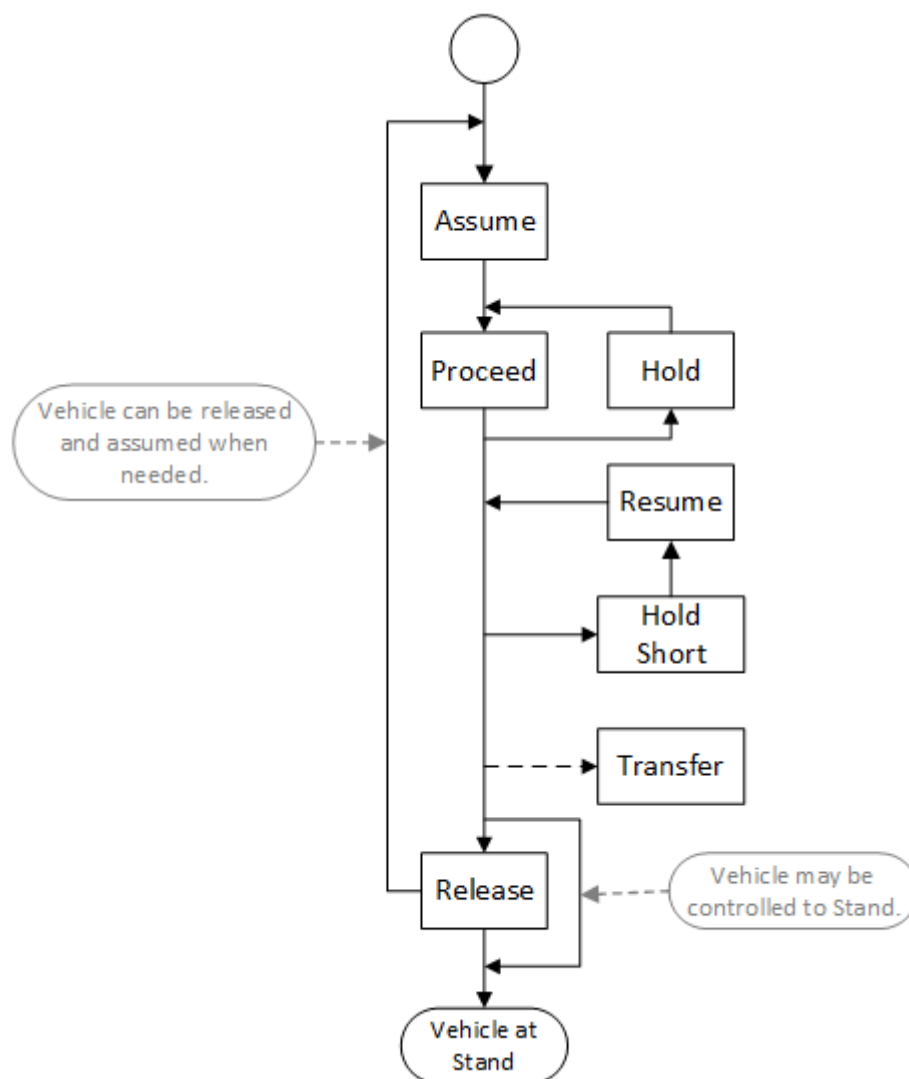 Assume
Proceed
Hold
Vehicle can be released
and assumed when
needed.
Resume
Hold
Short
Transfer
Release
Vehicle may be
controlled to Stand.
Vehicle at
Stand